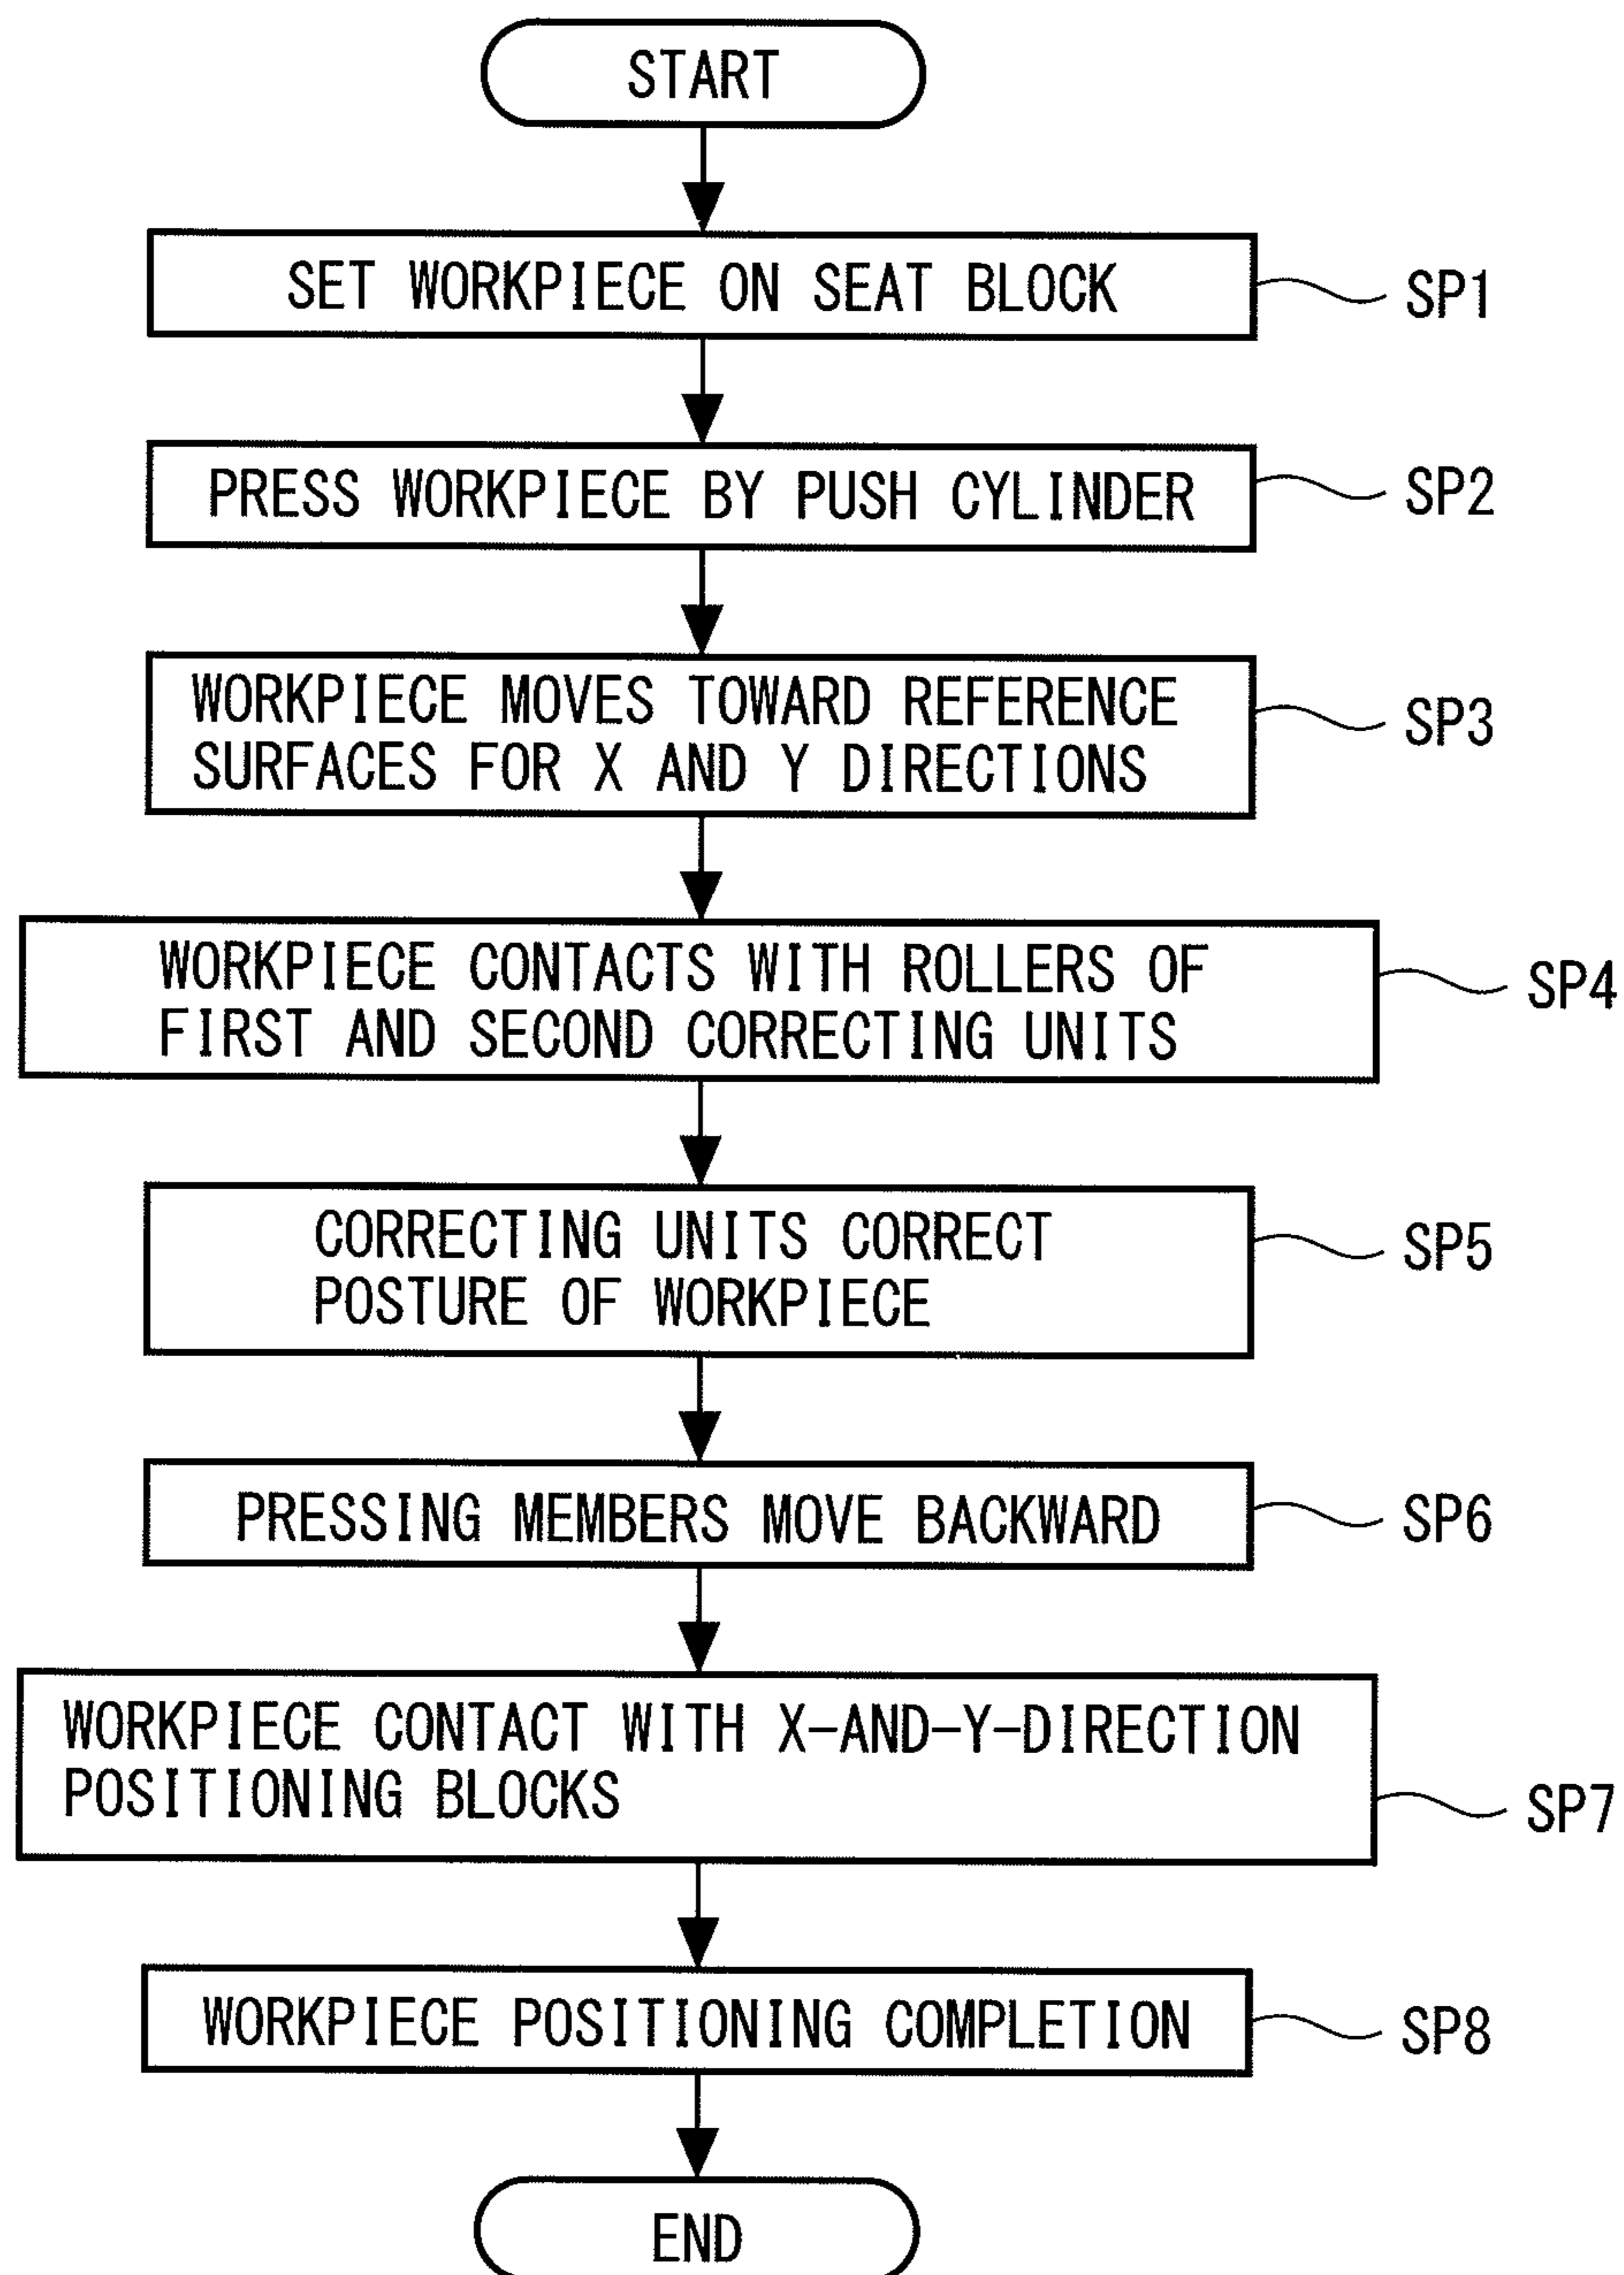 START
SET WORKPIECE ON SEAT BLOCK
SP1
PRESS WORKPIECE BY PUSH CYLINDER
SP2
WORKPIECE MOVES TOWARD REFERENCE
SURFACES FOR X AND Y DIRECTIONS
SP3
WORKPIECE CONTACTS WITH ROLLERS OF
FIRST AND SECOND CORRECTING UNITS
SP4
CORRECTING UNITS CORRECT
POSTURE OF WORKPIECE
SP5
PRESSING MEMBERS MOVE BACKWARD
SP6
WORKPIECE CONTACT WITH X-AND-Y-DIRECTION
POSITIONING BLOCKS
SP7
WORKPIECE POSITIONING COMPLETION
SP8
END